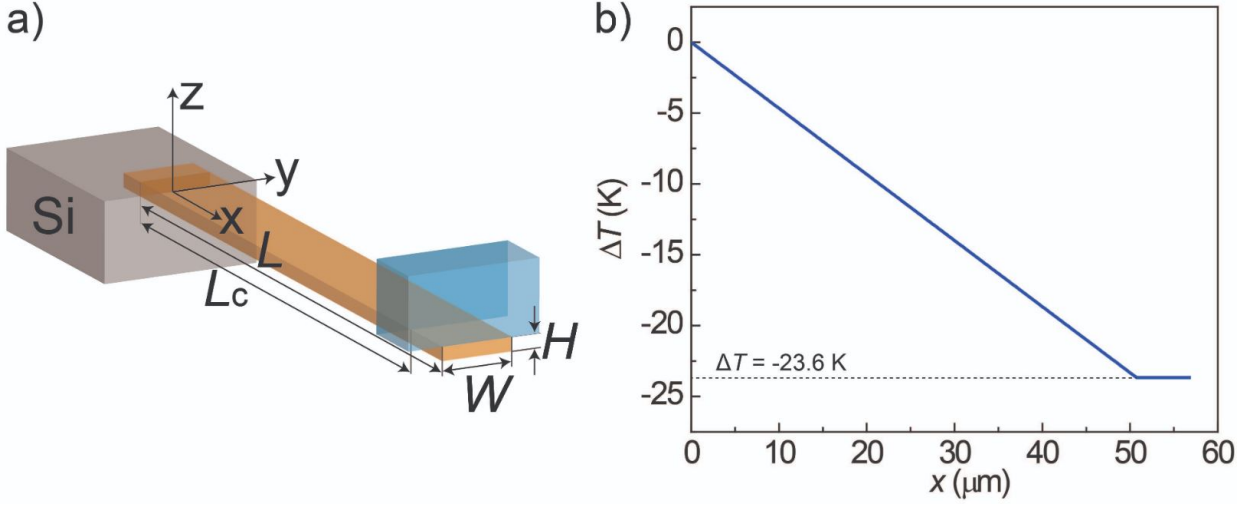 a)
z
y
x
Si
L
Lc
H
W
b)
0
-5
-10
-15
-20
-25
ΔT (K)
ΔT = -23.6 K
0 10 20 30 40 50 60
x (μm)